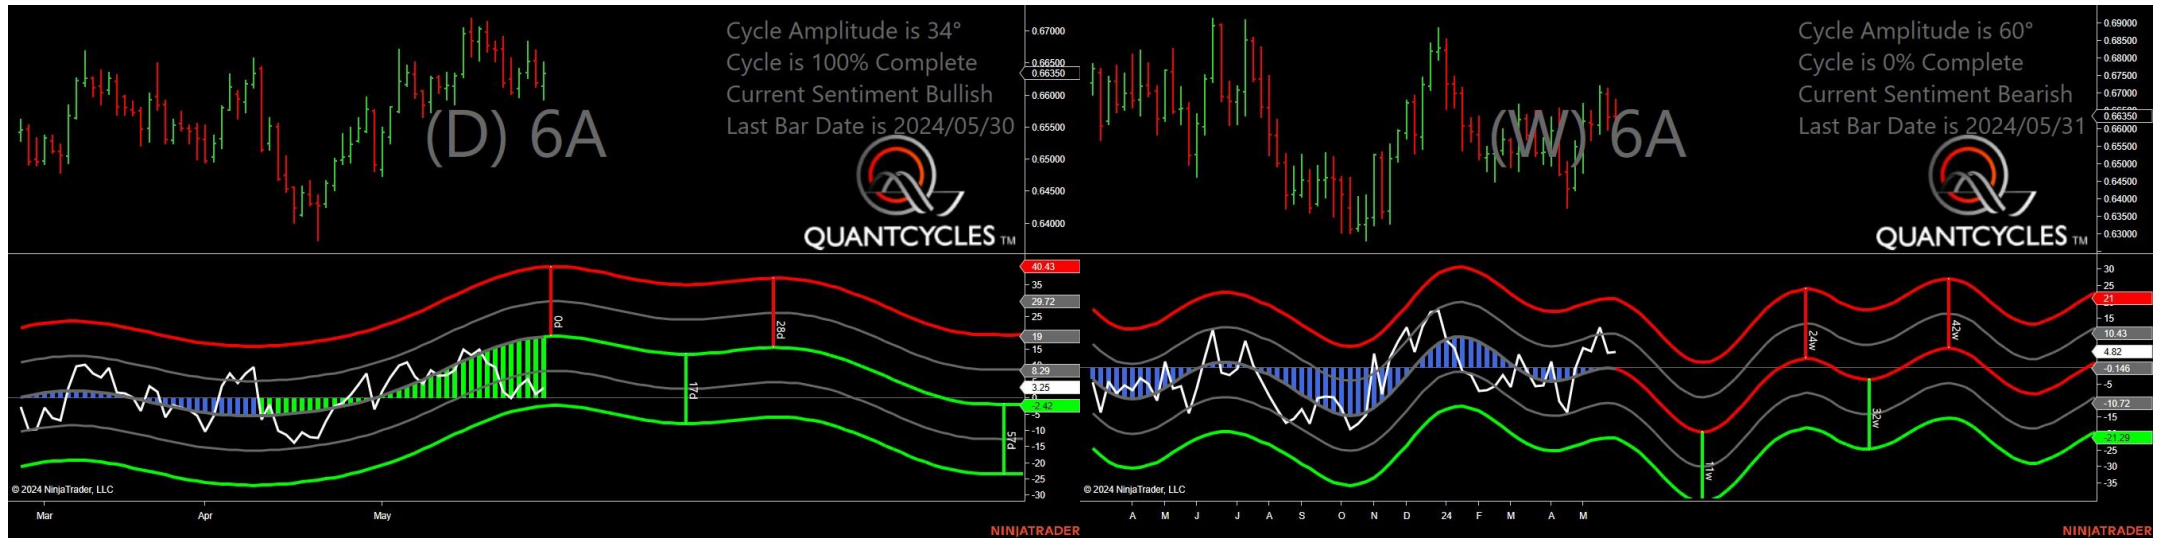 Cycle Amplitude is 34°
Cycle is 100% Complete
Current Sentiment Bullish
Last Bar Date is 2024/05/30
(D) 6A
QUANTCYCLES TM
0.67000
0.66500
0.66350
0.66000
0.65500
0.65000
0.64500
0.64000
40.43
35
29.72
25
19
15
8.29
3.25
0
-2.42
-5
-10
-15
-20
-25
-30
0d
28d
17d
57d
© 2024 NinjaTrader, LLC
Mar
Apr
May
NINJATRADER
Cycle Amplitude is 60°
Cycle is 0% Complete
Current Sentiment Bearish
Last Bar Date is 2024/05/31
(W) 6A
QUANTCYCLES TM
0.69000
0.68500
0.68000
0.67500
0.67000
0.66350
0.66000
0.65500
0.65000
0.64500
0.64000
0.63500
0.63000
30
25
21
15
10.43
4.82
-0.146
-5
-10.72
-15
-21.29
-25
-30
-35
24w
42w
32w
11w
© 2024 NinjaTrader, LLC
A M J J A S O N D 24 F M A M
NINJATRADER